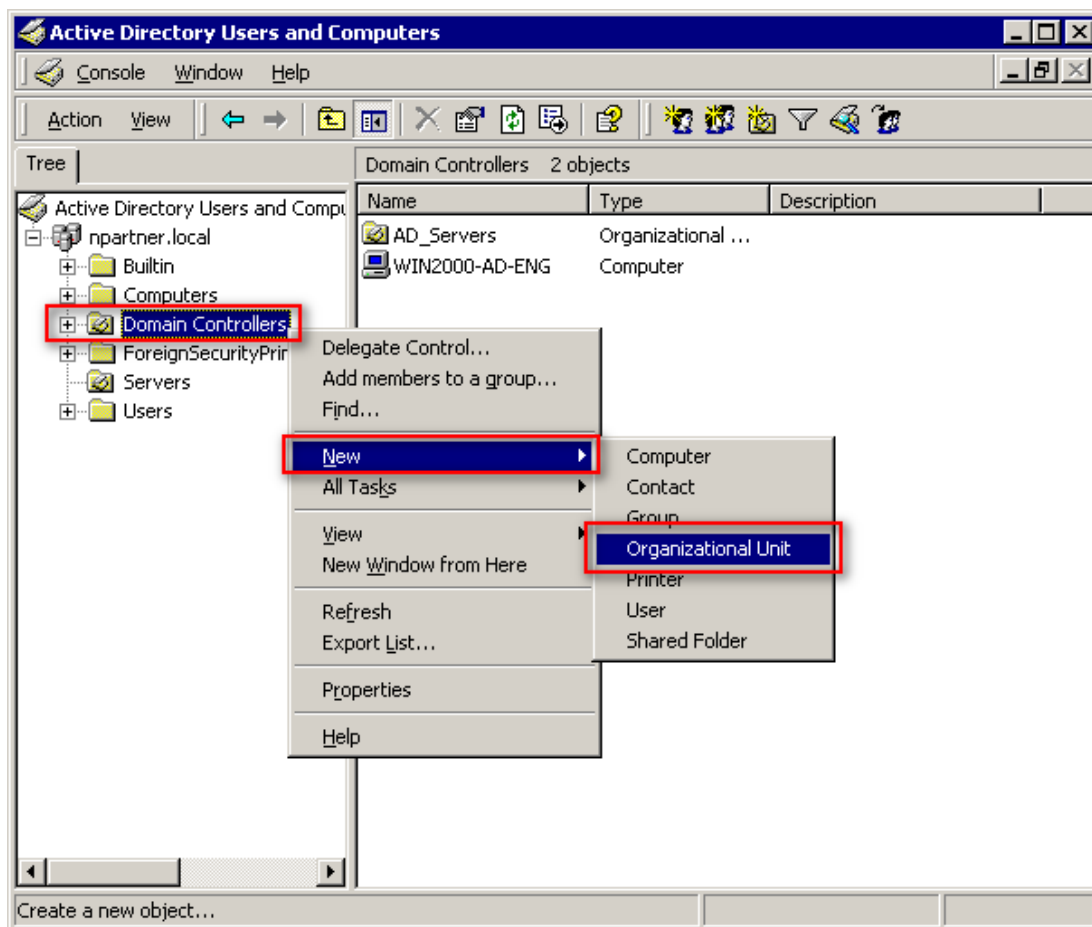 Active Directory Users and Computers
Console Window Help
Action View
Tree
Domain Controllers 2 objects
Name Type Description
Active Directory Users and Compu
npartner.local
Builtin
Computers
Domain Controllers
ForeignSecurityPrin
Servers
Users
AD_Servers Organizational ...
WIN2000-AD-ENG Computer
Delegate Control...
Add members to a group...
Find...
New
All Tasks
View
New Window from Here
Refresh
Export List...
Properties
Help
Computer
Contact
Group
Organizational Unit
Printer
User
Shared Folder
Create a new object...